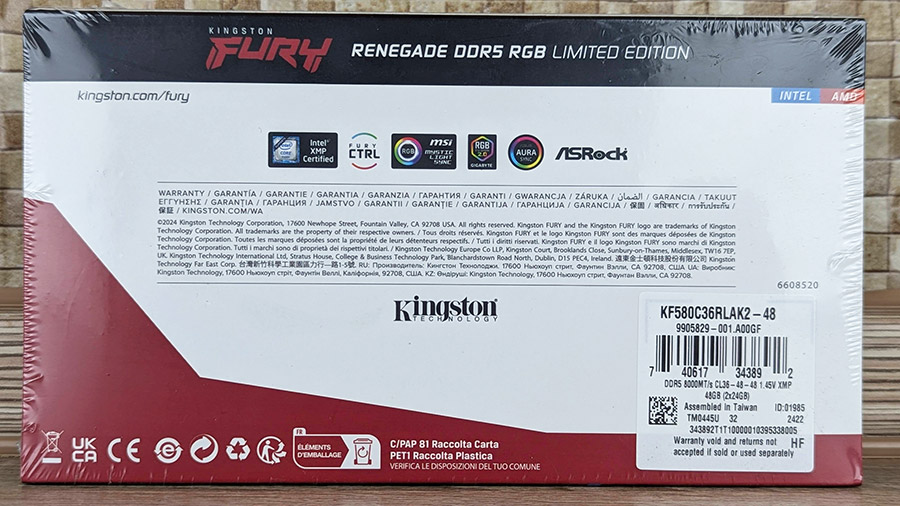 KINGSTON
FURY
RENEGADE DDR5 RGB LIMITED EDITION
kingston.com/fury
INTEL AMD
Intel® XMP Certified
FURY CTRL
RGB msi MYSTIC LIGHT SYNC
RGB FUSION 2.0 GIGABYTE
AURA SYNC
ASRock
WARRANTY / GARANTÍA / GARANTIE / GARANTIA / GARANZIA / ГАРАНТИЯ / GARANTI / GWARANCJA / ZÁRUKA / الضمان / GARANCIA / TAKUUT
ΕΓΓΥΗΣΗΣ / GARANȚIA / ГАРАНЦИЯ / JAMSTVO / GARANTII / GARANȚIE / GARANTIJA / ГАРАНЦИЈА / GARANCIJA / 保固 / वारंटी / การรับประกัน /
保証 / KINGSTON.COM/WA
©2024 Kingston Technology Corporation, 17600 Newhope Street, Fountain Valley, CA 92708 USA. All rights reserved. Kingston FURY and the Kingston FURY logo are trademarks of Kingston
Technology Corporation. All trademarks are the property of their respective owners. / Tous droits réservés. Kingston FURY et le logo Kingston FURY sont des marques déposées de Kingston
Technology Corporation. Toutes les marques déposées sont la propriété de leurs détenteurs respectifs. / Tutti i diritti riservati. Kingston FURY e il logo Kingston FURY sono marchi di Kingston
Technology Corporation. Tutti i marchi sono di proprietà dei rispettivi titolari. / Kingston Technology Europe Co LLP, Kingston Court, Brooklands Close, Sunbury-on-Thames, Middlesex, TW16 7EP,
UK. Kingston Technology International Ltd, Stratus House, College & Business Technology Park, Blanchardstown Road North, Dublin, D15 PEC4, Ireland. 遠東金士頓科技股份有限公司 Kingston
Technology Far East Corp. 台灣新竹科學工業園區力行一路1-5號. RU: Производитель: Кингстон Текнолоджи, 17600 Ньюхоуп стрит, Фаунтин Вэлли, CA 92708, США UA: Виробник:
Kingston Technology, 17600 Ньюхоуп стріт, Фаунтін Веллі, Каліфорнія, 92708, США. KZ: Өндіруші: Kingston Technology, 17600 Ньюхоуп стрит, Фаунтин Вэлли, CA 92708, США.
6608520
Kingston
TECHNOLOGY
KF580C36RLAK2-48
9905829-001.A00GF
7 40617 34389 2
DDR5 8000MT/s CL36-48-48 1.45V XMP
48GB (2x24GB)
Assembled in Taiwan ID:01985
TM0445U 32 2422
343892T1T1000010395338005
Warranty void and returns not
accepted if sold or used separately
HF
UK CA
CE
FR
ÉLÉMENTS D'EMBALLAGE
C/PAP 81 Raccolta Carta
PET1 Raccolta Plastica
VERIFICA LE DISPOSIZIONI DEL TUO COMUNE